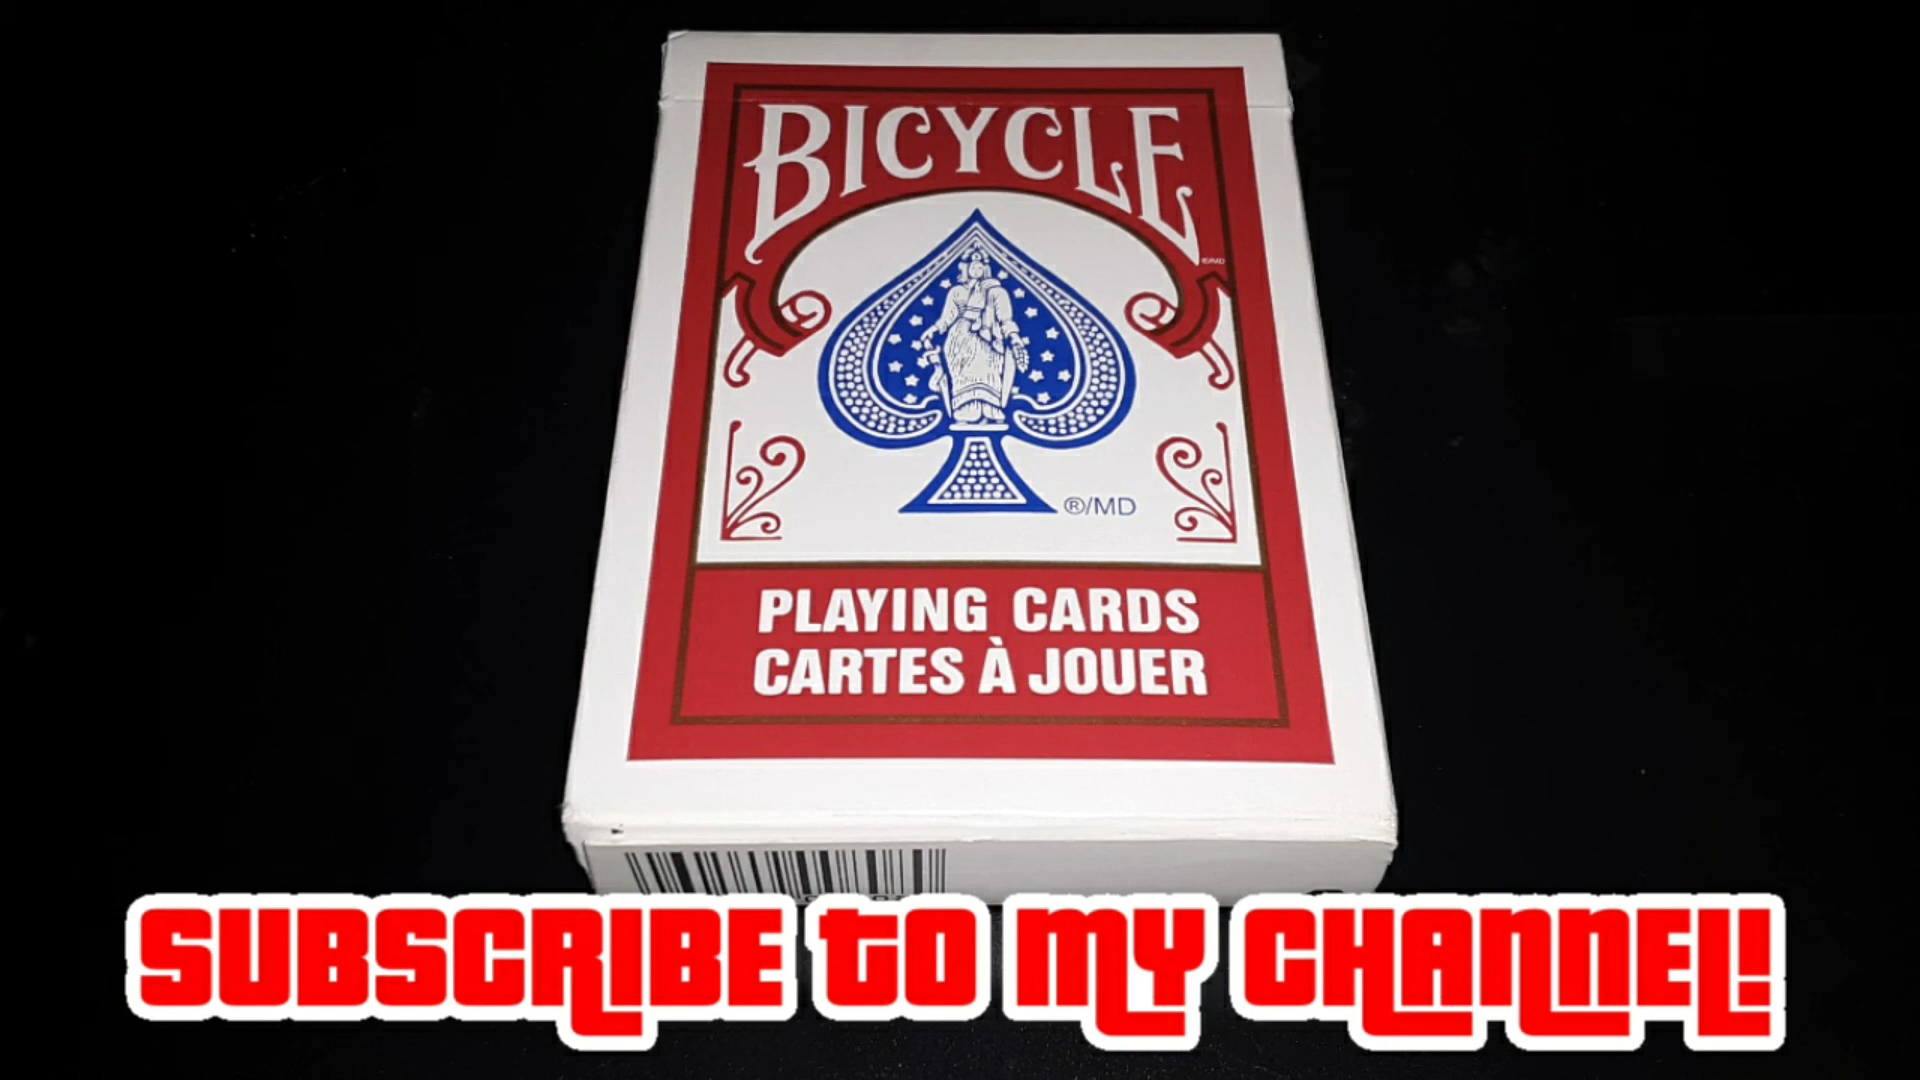 BICYCLE
®/MD
PLAYING CARDS
CARTES À JOUER
SUBSCRIBE TO MY CHANNEL!